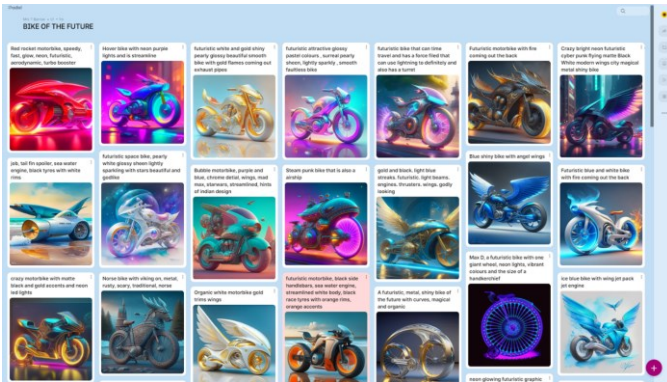 BIKE OF THE FUTURE
Red rocket motorbike, speedy,
fast, glow, neon, futuristic,
aerodynamic, turbo booster
job, tail fin spoiler, sea water
engine, black tyres with white
rims
crazy motorbike with matte
black and gold accents and neon
led lights
Hover bike with neon purple
lights and is streamline
futuristic space bike, pearly
white glossy sheen lightly
sparkling with stars beautiful and
godlike
Norse bike with viking on, metal,
rusty, scary, traditional, norse
futuristic white and gold shiny
pearly glossy beautiful smooth
bike with gold flames coming out
exhaust pipes
Bubble motorbike, purple and
blue, chrome detail, wings, mad
max, starwars, streamlined, hints
of indian design
Organic white motorbike gold
trims wings
futuristic attractive glossy
pastel colours, surreal pearly
sheen, lightly sparkly, smooth
faultless bike
Steam punk bike that is also a
airship
futuristic motorbike, black side
handlebars, sea water engine,
streamlined white body, black
race tyres with orange rims,
orange accents
futuristic bike that can time
travel and has a force filed that
can use lightning to definitely and
also has a turret
gold and black, light blue
streaks, futuristic, light beams,
engines, thrusters, wings, godly
looking
A futuristic, metal, shiny bike of
the future with curves, magical
and organic
Futuristic motorbike with fire
coming out the back
Blue shiny bike with angel wings
Max D, a futuristic bike with one
giant wheel, neon lights, vibrant
colours and the size of a
handkerchief
neon glowing futuristic graphic
Crazy bright neon futuristic
cyber punk flying matte Black
White modern wings city magical
metal shiny bike
Futuristic blue and white bike
with fire coming out the back
Ice blue bike with wing jet pack
jet engine